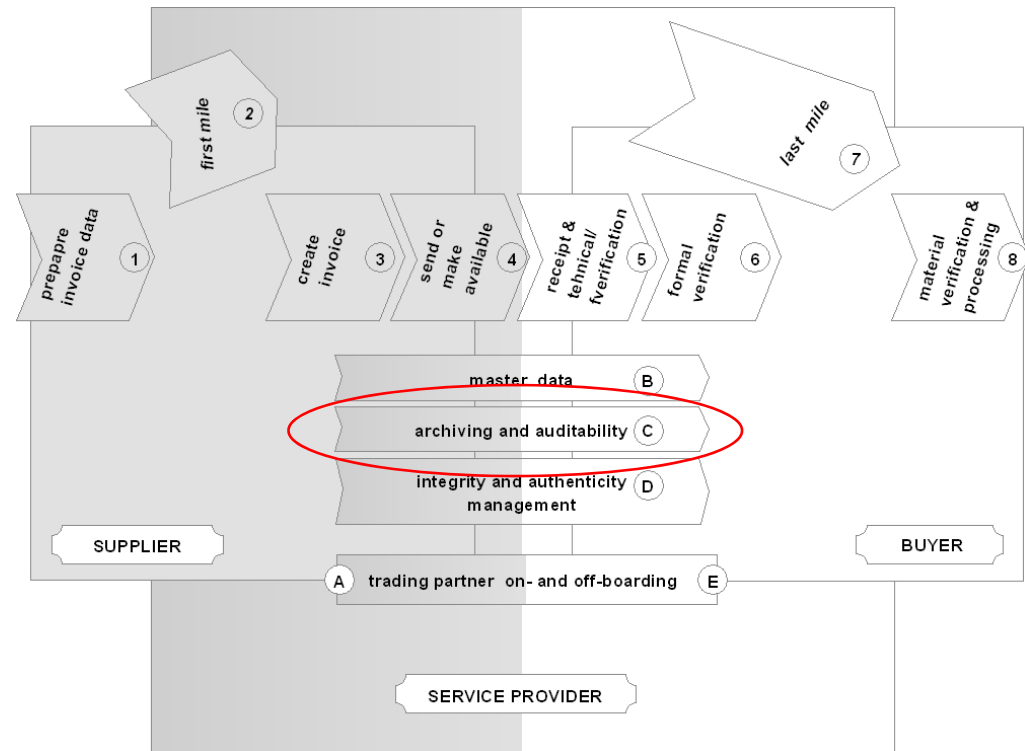 first mile
2
last mile
7
prepapre
invoice data
1
create
invoice
3
send or
make
available
4
receipt &
tehnical/
fverification
5
formal
verification
6
material
verification &
processing
8
master data
B
archiving and auditability
C
integrity and authenticity
management
D
SUPPLIER
BUYER
A
trading partner on- and off-boarding
E
SERVICE PROVIDER